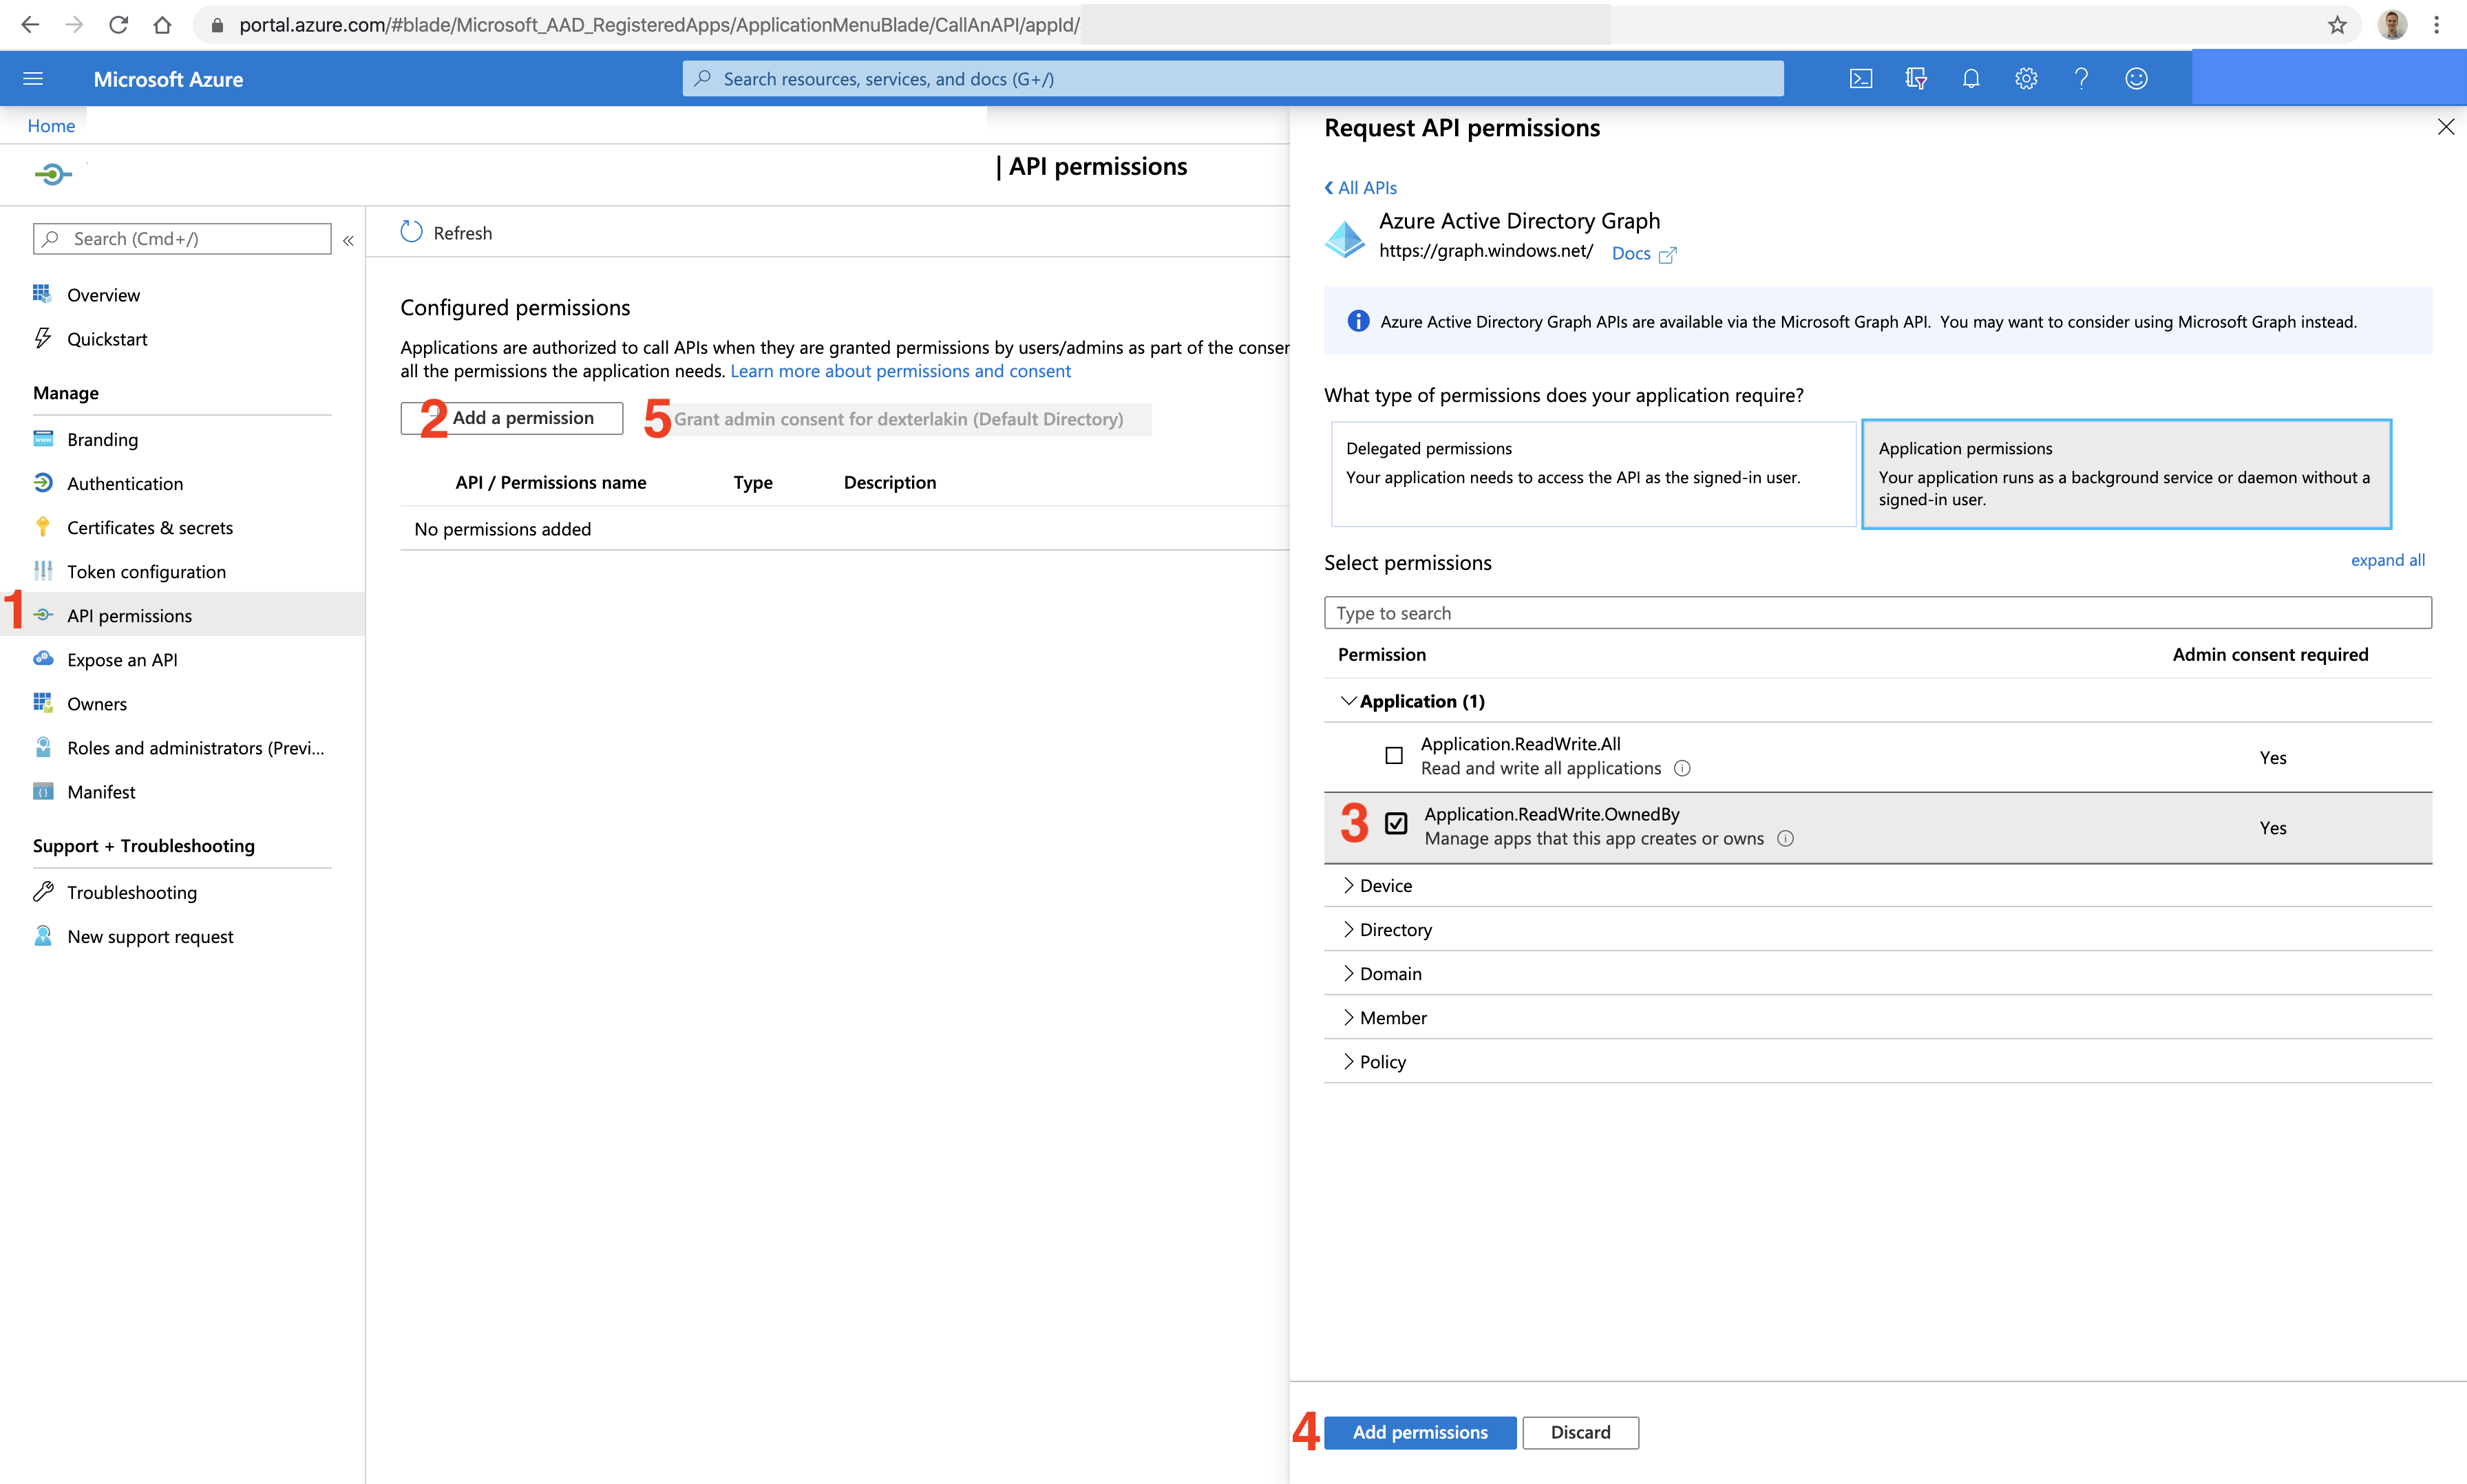 portal.azure.com/#blade/Microsoft_AAD_RegisteredApps/ApplicationMenuBlade/CallAnAPI/appId/
Microsoft Azure
Search resources, services, and docs (G+/)
Home
| API permissions
Search (Cmd+/)
«
Overview
Quickstart
Manage
Branding
Authentication
Certificates & secrets
Token configuration
1 API permissions
Expose an API
Owners
Roles and administrators (Previ...
Manifest
Support + Troubleshooting
Troubleshooting
New support request
Refresh
Configured permissions
Applications are authorized to call APIs when they are granted permissions by users/admins as part of the conser
all the permissions the application needs. Learn more about permissions and consent
2 Add a permission
5 Grant admin consent for dexterlakin (Default Directory)
API / Permissions name Type Description
No permissions added
Request API permissions
All APIs
Azure Active Directory Graph
https://graph.windows.net/ Docs
Azure Active Directory Graph APIs are available via the Microsoft Graph API. You may want to consider using Microsoft Graph instead.
What type of permissions does your application require?
Delegated permissions
Your application needs to access the API as the signed-in user.
Application permissions
Your application runs as a background service or daemon without a
signed-in user.
Select permissions
expand all
Type to search
Permission Admin consent required
Application (1)
Application.ReadWrite.All
Read and write all applications
Yes
3 Application.ReadWrite.OwnedBy
Manage apps that this app creates or owns
Yes
Device
Directory
Domain
Member
Policy
4 Add permissions
Discard